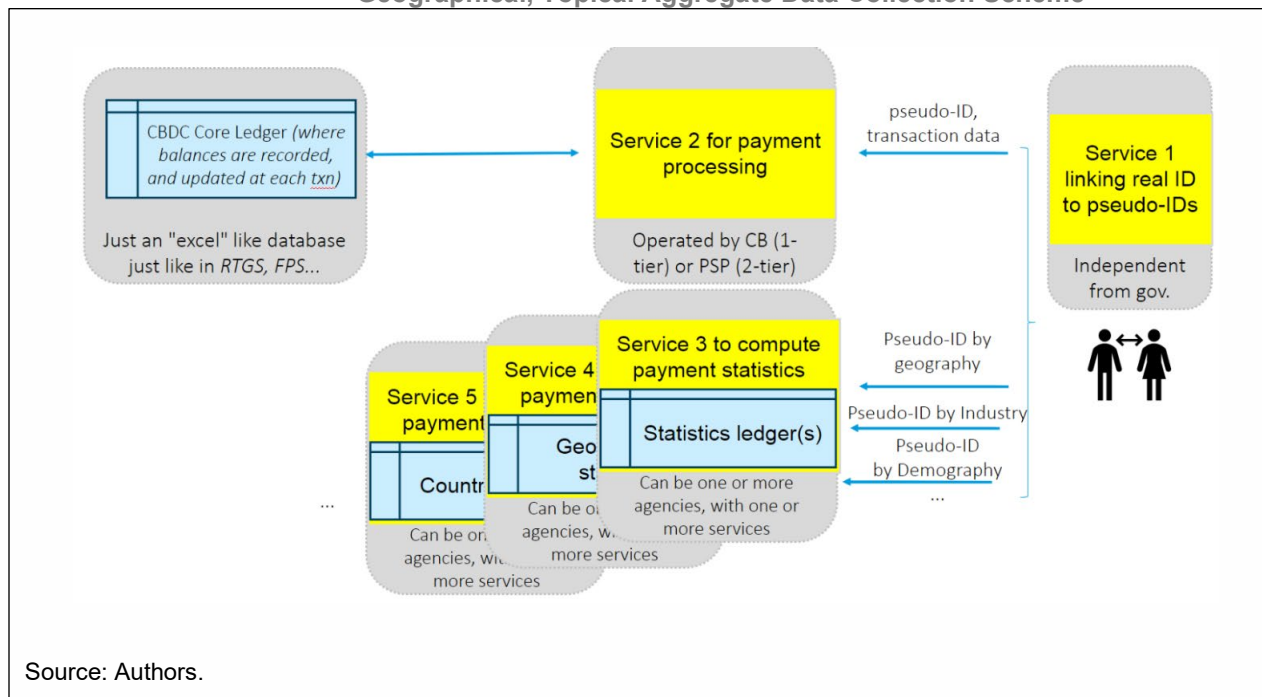 Geographical, Topical Aggregate Data Collection Scheme
CBDC Core Ledger (where
balances are recorded,
and updated at each txn)
Just an "excel" like database
just like in RTGS, FPS...
Service 2 for payment
processing
Operated by CB (1-
tier) or PSP (2-tier)
pseudo-ID,
transaction data
Service 1
linking real ID
to pseudo-IDs
Independent
from gov.
Service 3 to compute
payment statistics
Statistics ledger(s)
Can be one or more
agencies, with one or
more services
Pseudo-ID by
geography
Pseudo-ID by Industry
Pseudo-ID
by Demography
...
Service 4
paymen
Geo
st
Can be o
agencies, w
more services
Service 5
payment
Countr
Can be on
agencies, wit
more services
...
Source: Authors.